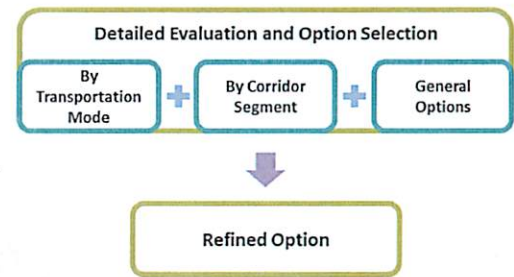 Detailed Evaluation and Option Selection
By
Transportation
Mode
By Corridor
Segment
General
Options
Refined Option